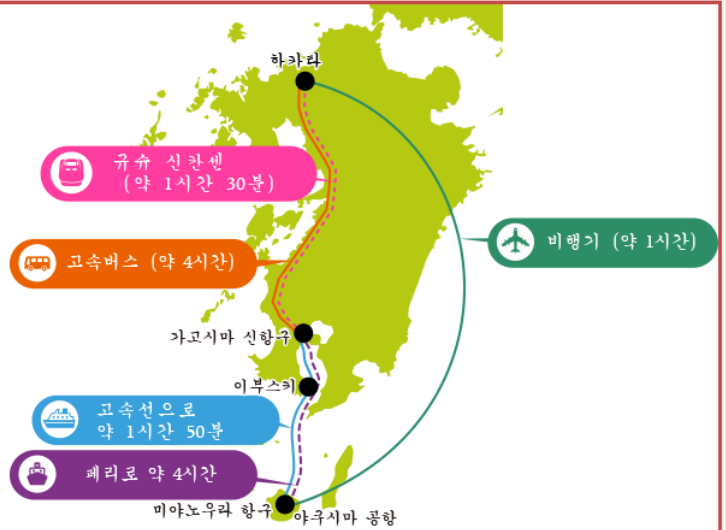 하카타
규슈 신칸센
(약 1시간 30분)
비행기 (약 1시간)
고속버스 (약 4시간)
가고시마 신항구
이부스키
고속선으로
약 1시간 50분
페리로 약 4시간
미야노우라 항구
야쿠시마 공항